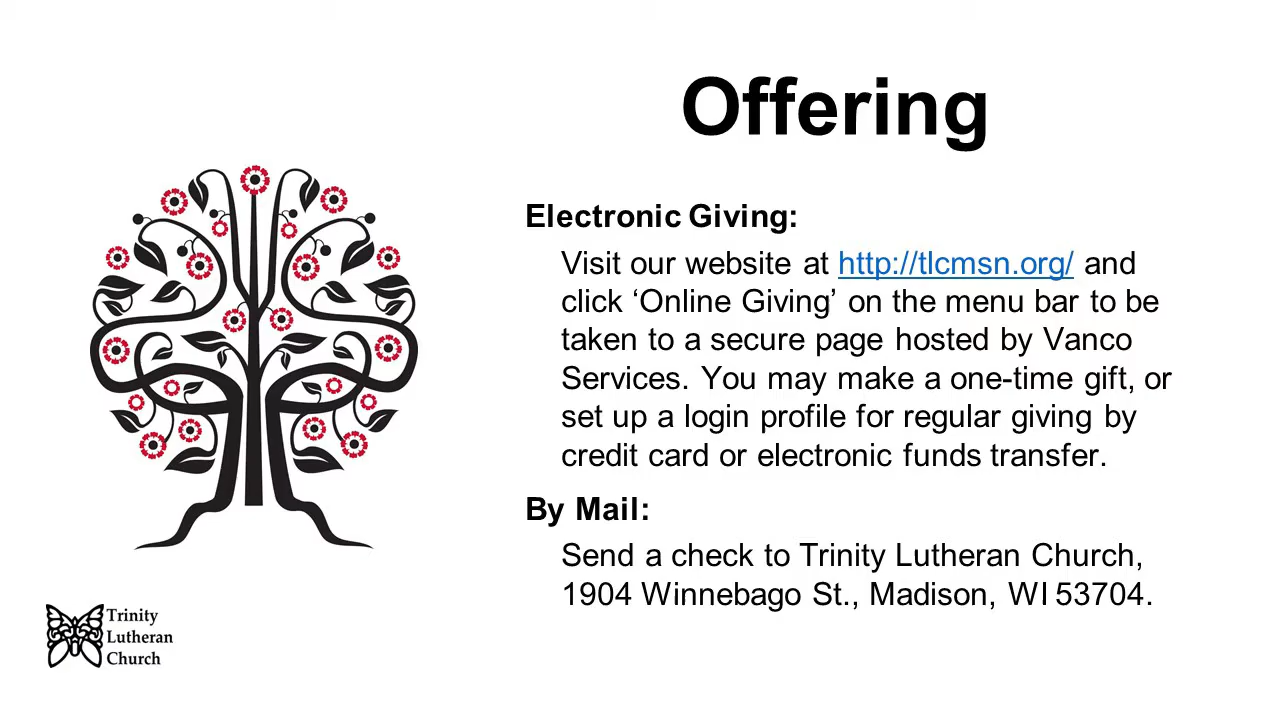 Offering
Electronic Giving:
Visit our website at http://tlcmsn.org/ and
click ‘Online Giving’ on the menu bar to be
taken to a secure page hosted by Vanco
Services. You may make a one-time gift, or
set up a login profile for regular giving by
credit card or electronic funds transfer.
By Mail:
Send a check to Trinity Lutheran Church,
1904 Winnebago St., Madison, WI 53704.
Trinity
Lutheran
Church